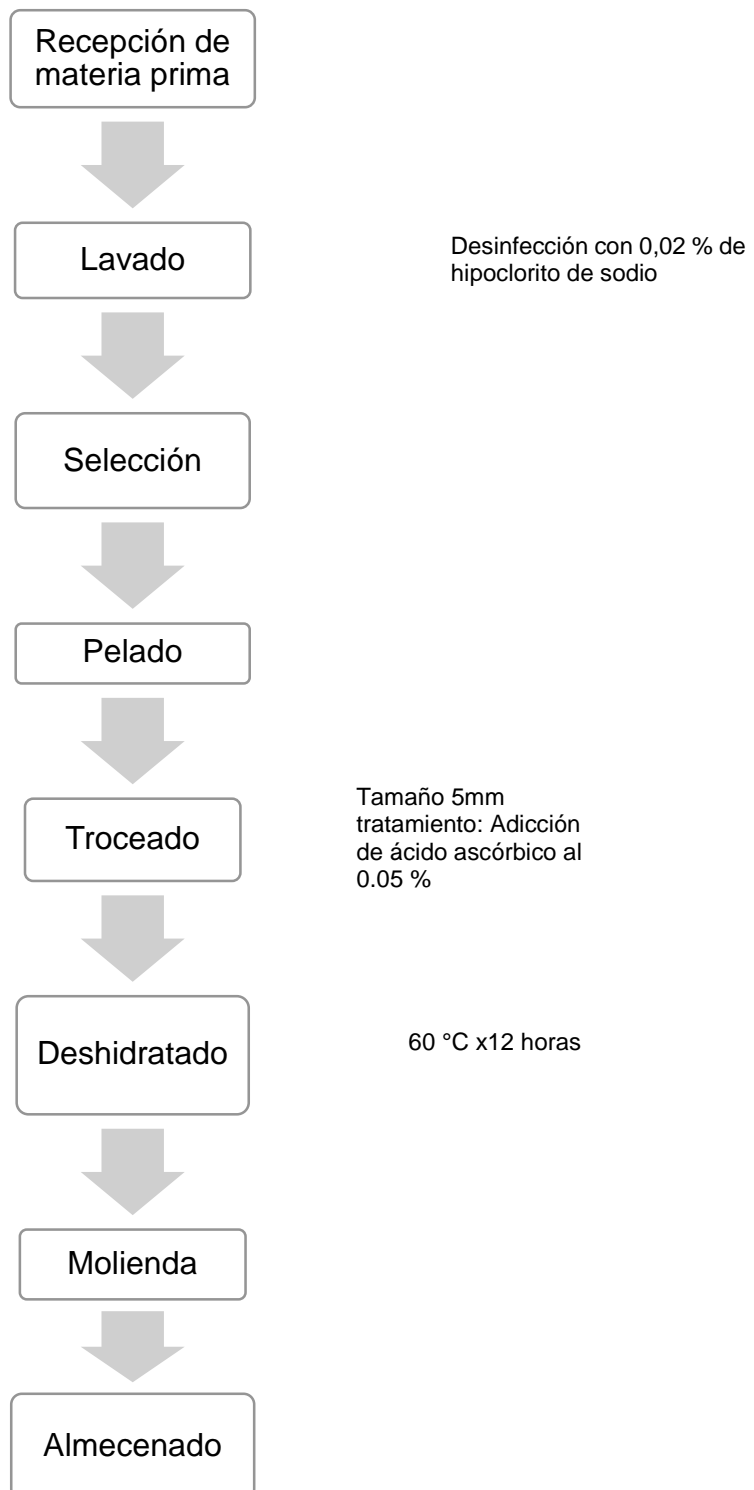 Recepción de
materia prima
Lavado
Desinfección con 0,02 % de
hipoclorito de sodio
Selección
Pelado
Troceado
Tamaño 5mm
tratamiento: Adicción
de ácido ascórbico al
0.05 %
Deshidratado
60 °C x12 horas
Molienda
Almecenado